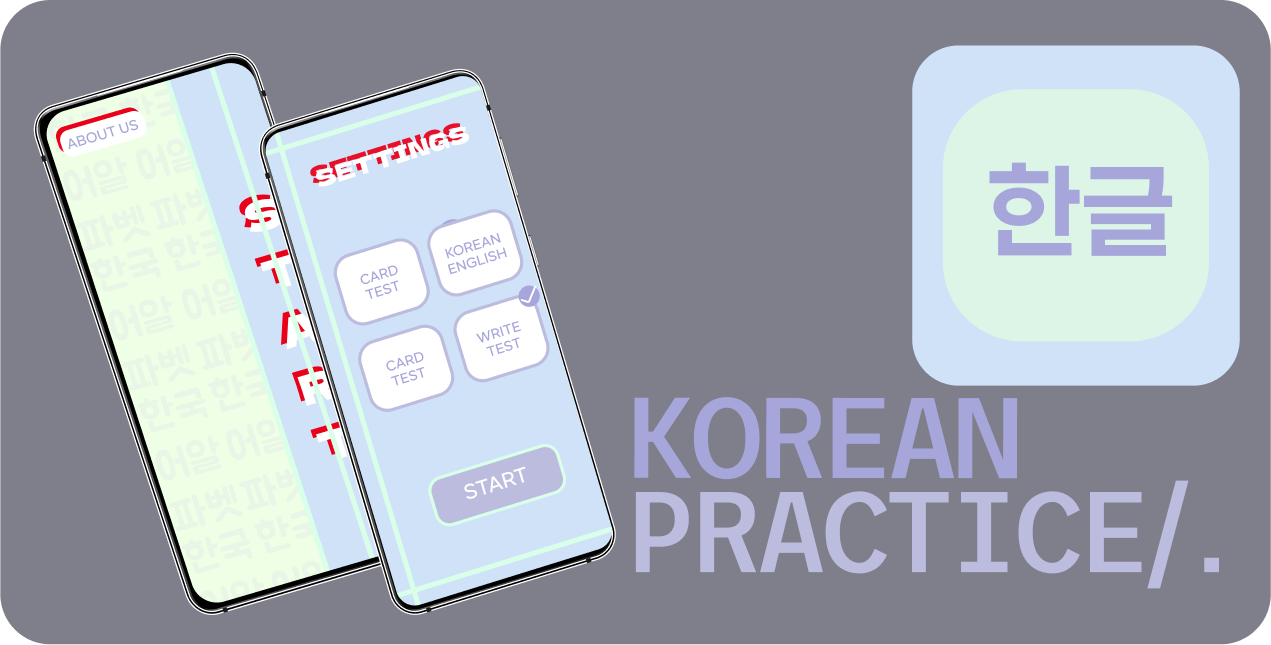 ABOUT US
어알 어알
파벳 파벳
한국 한국
어알 어알
파벳 파벳
한국 한국
어알 어알
파벳 파벳
한국 한국
S
T
A
R
T
SETTINGS
CARD
TEST
KOREAN
ENGLISH
CARD
TEST
WRITE
TEST
START
한글
KOREAN
PRACTICE/.